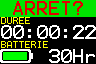 ARRET?
DUREE
00:00:22
BATTERIE
30Hr